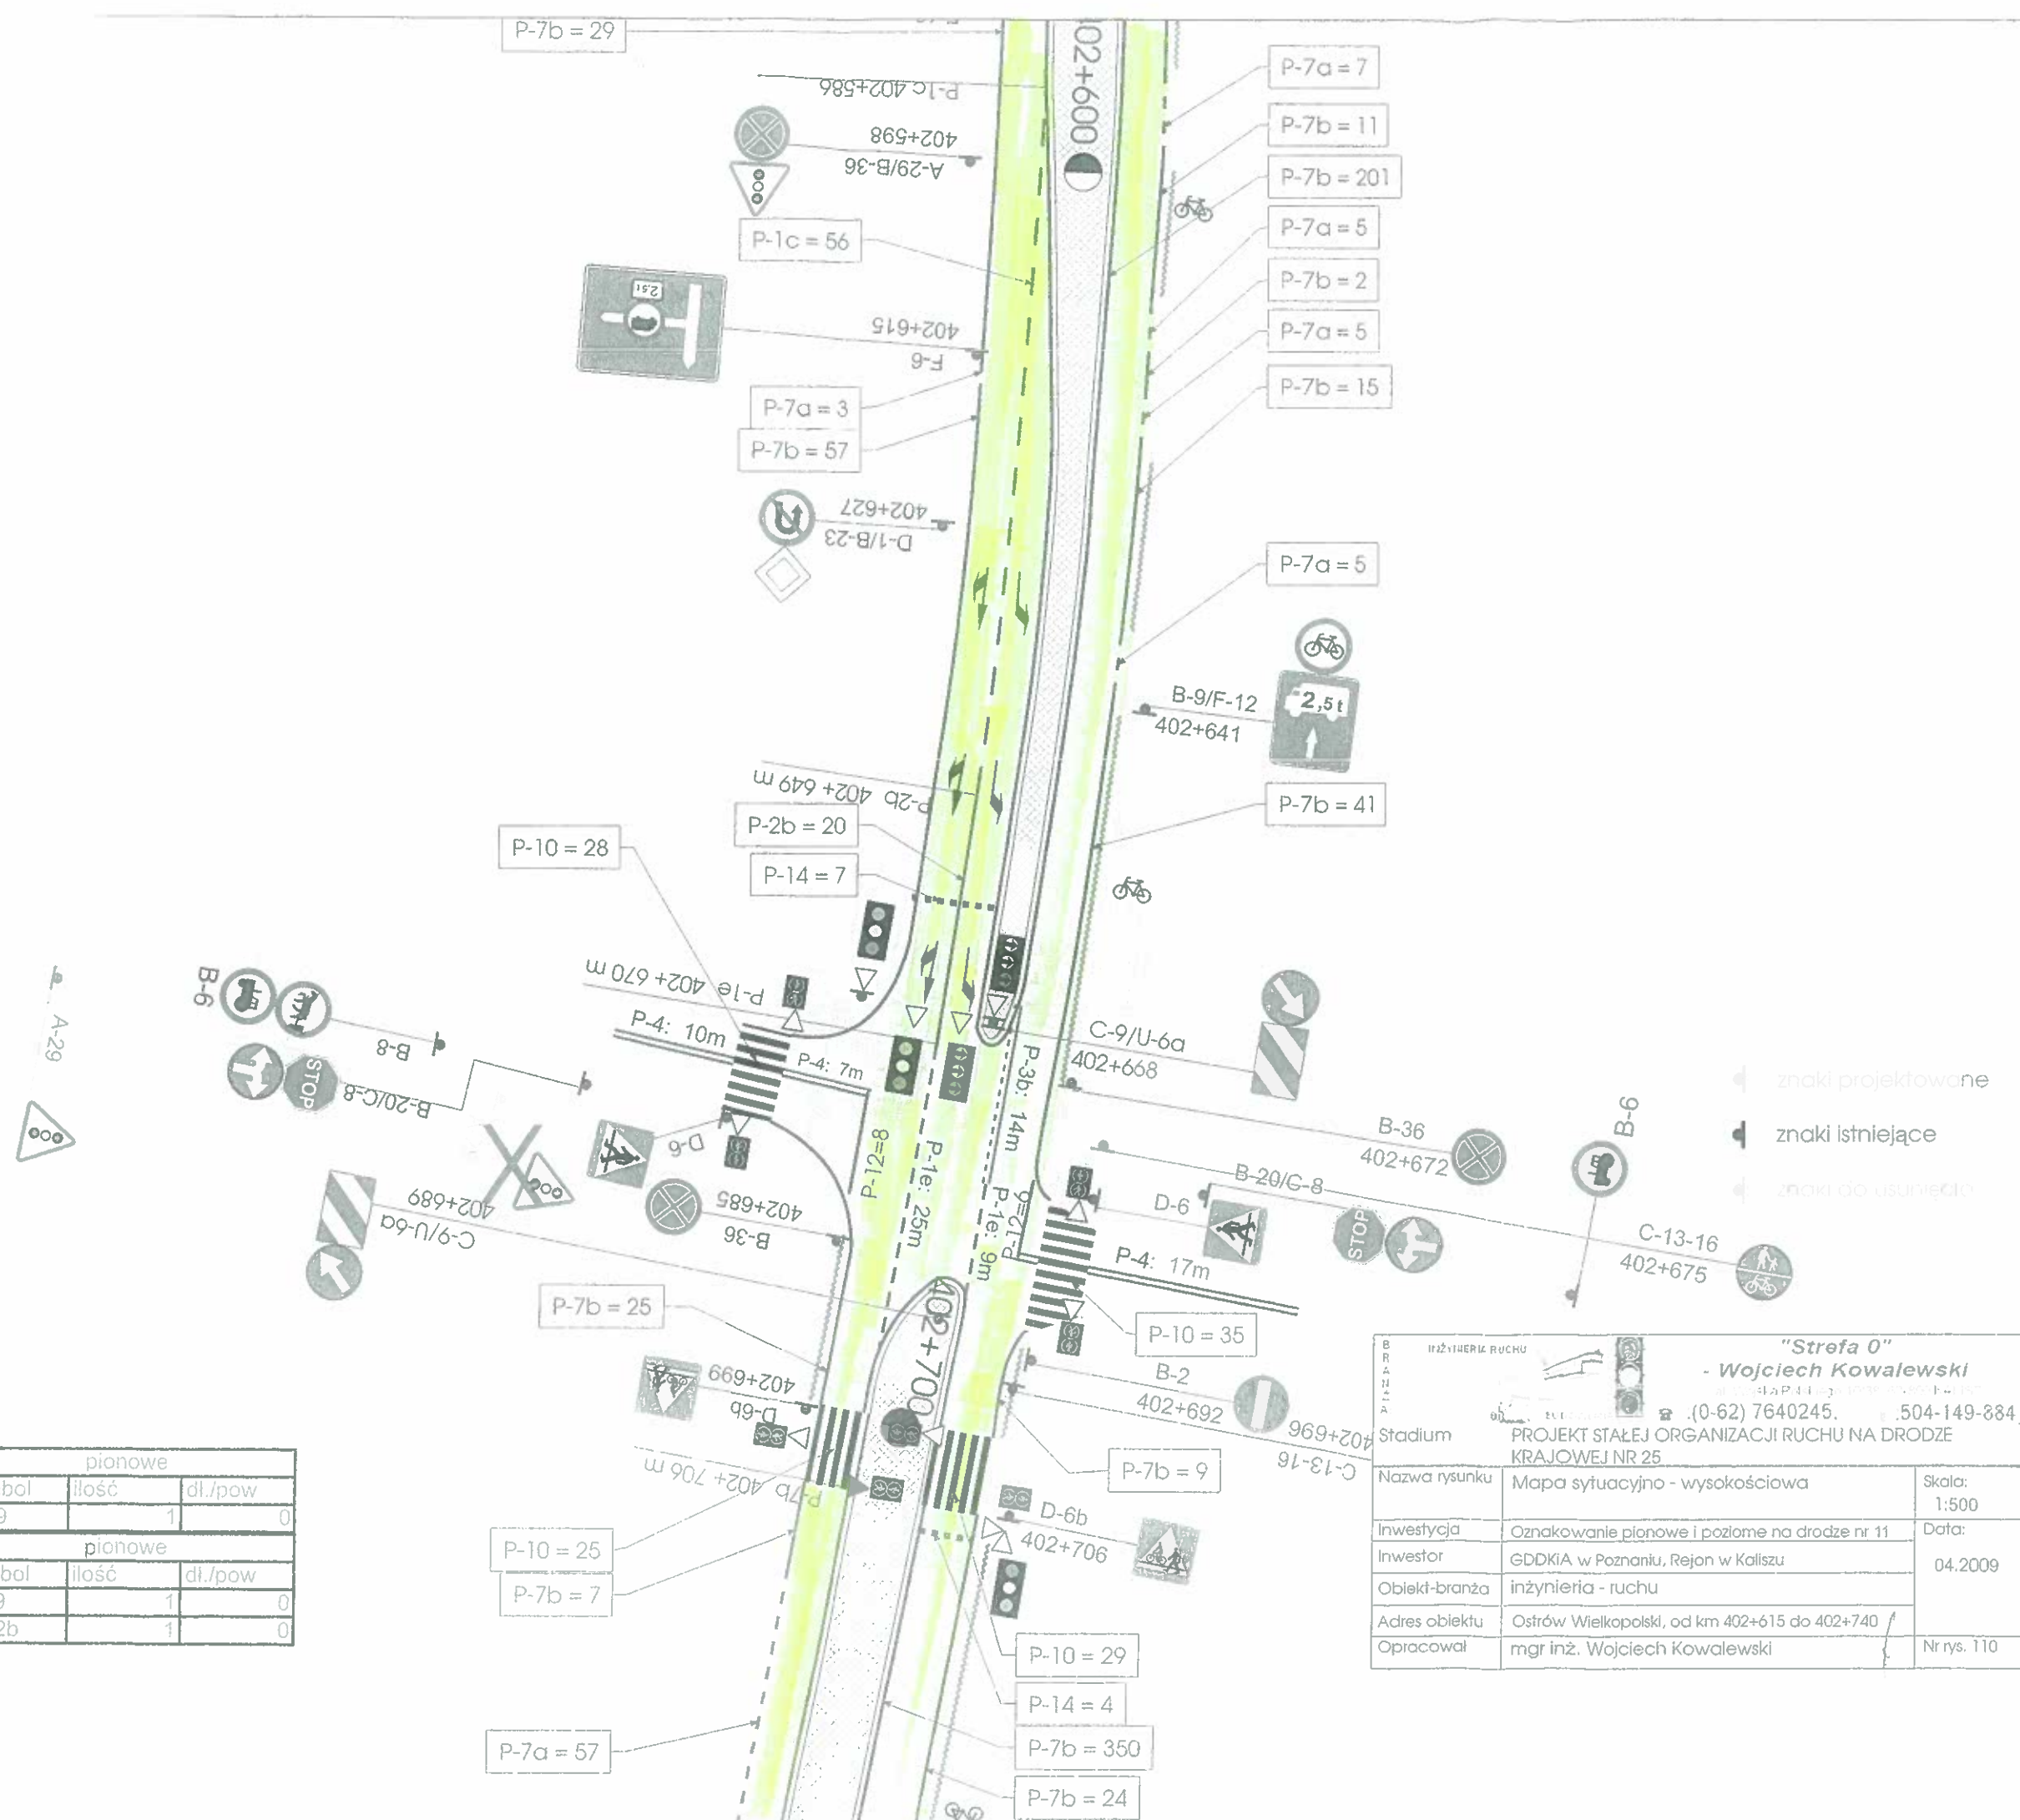 P-7b = 29
P-1c 402+586
402+600
402+598
A-29/B-36
P-1c = 56
2,5t
402+615
F-6
P-7a = 3
P-7b = 57
402+627
D-1/B-23
P-7a = 7
P-7b = 11
P-7b = 201
P-7a = 5
P-7b = 2
P-7a = 5
P-7b = 15
P-7a = 5
B-9/F-12
402+641
2,5t
P-7b = 41
P-2b 402+ 649 m
P-2b = 20
P-14 = 7
P-10 = 28
P-1e 402+ 670 m
P-4: 10m
P-4: 7m
B-6
B-8
B-20/C-8
STOP
A-29
D-6
402+685
B-36
402+689
C-9/U-6a
P-12=8
P-1e: 25m
P-3b: 14m
P-1e: 9m
P-12=9
C-9/U-6a
402+668
B-36
402+672
B-20/C-8
D-6
STOP
B-6
C-13-16
402+675
P-4: 17m
P-10 = 35
znaki projektowane
znaki istniejące
znaki do usunięcia
P-7b = 25
402+700
402+699
D-6b
P-7b 402+ 706 m
B-2
402+692
402+696
C-13-16
P-7b = 9
D-6b
402+706
P-10 = 25
P-7b = 7
P-10 = 29
P-14 = 4
P-7b = 350
P-7b = 24
P-7a = 57
pionowe
bol ilość dł./pow
9 1 0
pionowe
bol ilość dł./pow
9 1 0
2b 1 0
BRANŻA
INŻYNIERIA RUCHU
"Strefa 0"
- Wojciech Kowalewski
.(0-62) 7640245. .504-149-884
Stadium PROJEKT STAŁEJ ORGANIZACJI RUCHU NA DRODZE
KRAJOWEJ NR 25
Nazwa rysunku Mapa sytuacyjno - wysokościowa Skala:
1:500
Inwestycja Oznakowanie pionowe i poziome na drodze nr 11 Data:
Inwestor GDDKiA w Poznaniu, Rejon w Kaliszu 04.2009
Obiekt-branża inżynieria - ruchu
Adres obiektu Ostrów Wielkopolski, od km 402+615 do 402+740
Opracował mgr inż. Wojciech Kowalewski Nr rys. 110